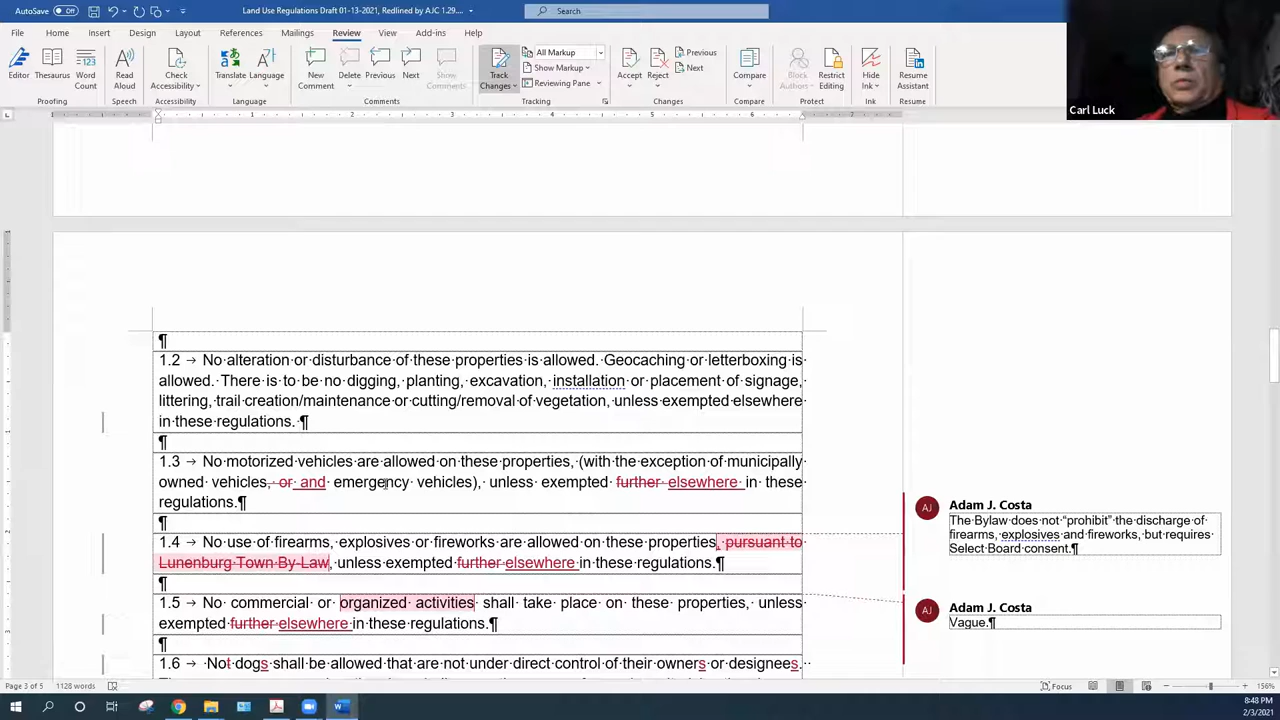 AutoSave Off Land Use Regulations Draft 01-13-2021, Redlined by AJC 1.29.... Search
File Home Insert Design Layout References Mailings Review View Add-ins Help
Editor Thesaurus Word Count Read Aloud Check Accessibility Translate Language New Comment Delete Previous Next Show Comments Track Changes All Markup Show Markup Reviewing Pane Accept Reject Previous Next Compare Block Authors Restrict Editing Hide Ink Resume Assistant
Proofing Speech Accessibility Language Comments Tracking Changes Compare Protect Ink Resume
Carl Luck
¶
1.2 → No alteration or disturbance of these properties is allowed. Geocaching or letterboxing is
allowed. There is to be no digging, planting, excavation, installation or placement of signage,
littering, trail creation/maintenance or cutting/removal of vegetation, unless exempted elsewhere
in these regulations. ¶
¶
1.3 → No motorized vehicles are allowed on these properties, (with the exception of municipally
owned vehicles, or and emergency vehicles), unless exempted further elsewhere in these
regulations.¶
¶
1.4 → No use of firearms, explosives or fireworks are allowed on these properties, pursuant to
Lunenburg Town By-Law, unless exempted further elsewhere in these regulations.¶
¶
1.5 → No commercial or organized activities shall take place on these properties, unless
exempted further elsewhere in these regulations.¶
¶
1.6 → Not dogs shall be allowed that are not under direct control of their owners or designees.
AJ Adam J. Costa
The Bylaw does not "prohibit" the discharge of
firearms, explosives and fireworks, but requires
Select Board consent.¶
AJ Adam J. Costa
Vague.¶
Page 3 of 5 1128 words Focus 156%
8:48 PM
2/3/2021